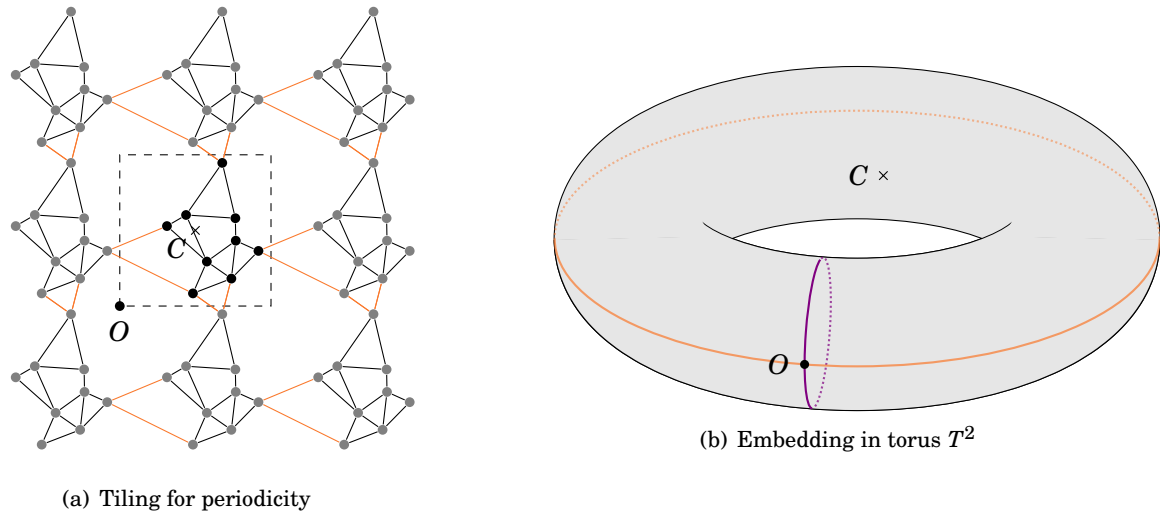 C
O
(a) Tiling for periodicity
C ×
O
(b) Embedding in torus T²